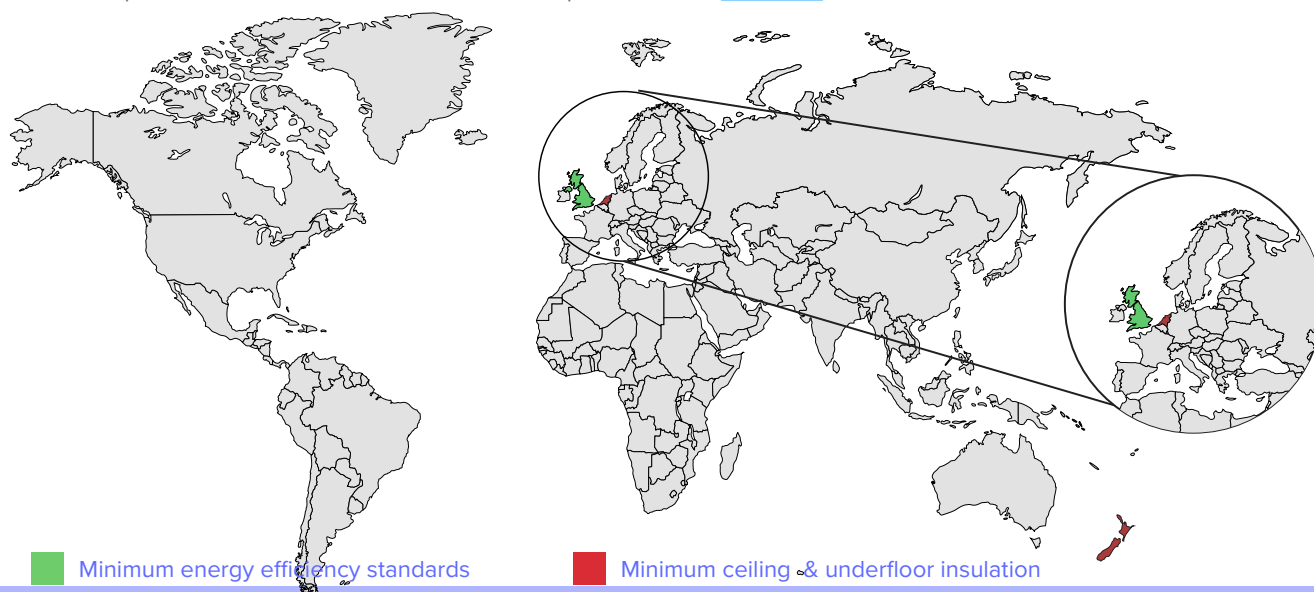 Minimum energy efficiency standards
Minimum ceiling & underfloor insulation